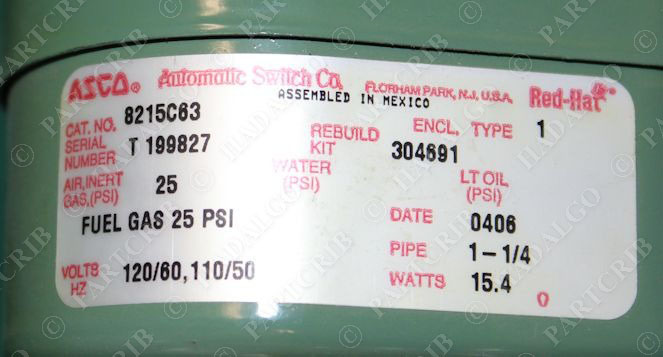 ASCO® Automatic Switch Co. FLORHAM PARK, N.J., U.S.A. Red-Hat®
ASSEMBLED IN MEXICO
CAT. NO. 8215C63 ENCL. TYPE 1
SERIAL NUMBER T 199827 REBUILD KIT 304691
AIR, INERT GAS, (PSI) 25 WATER (PSI) LT OIL (PSI)
FUEL GAS 25 PSI DATE 0406
PIPE 1-1/4
VOLTS HZ 120/60,110/50 WATTS 15.4 0
© PARTCRIB © HADALGO